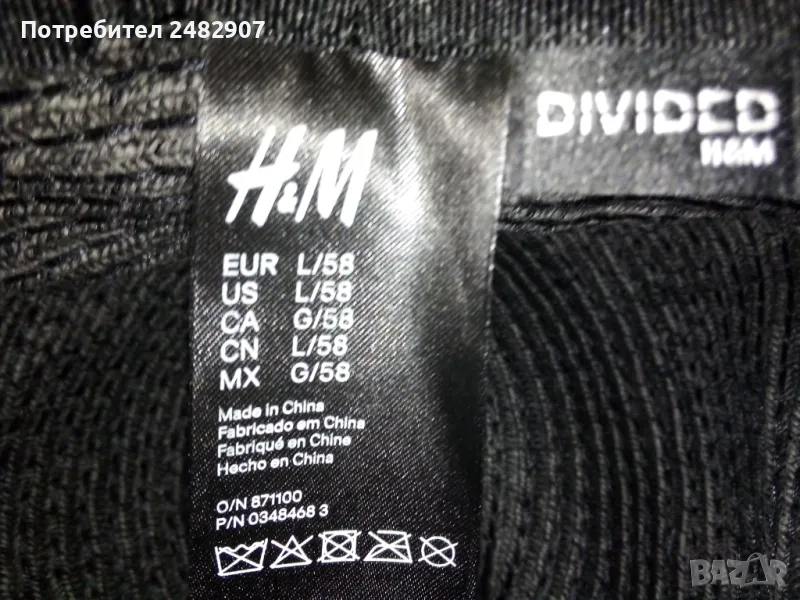 Потребител 2482907
H&M
DIVIDED
H&M
EUR L/58
US L/58
CA G/58
CN L/58
MX G/58
Made in China
Fabricado em China
Fabriqué en Chine
Hecho en China
O/N 871100
P/N 0348468 3
BAZAR